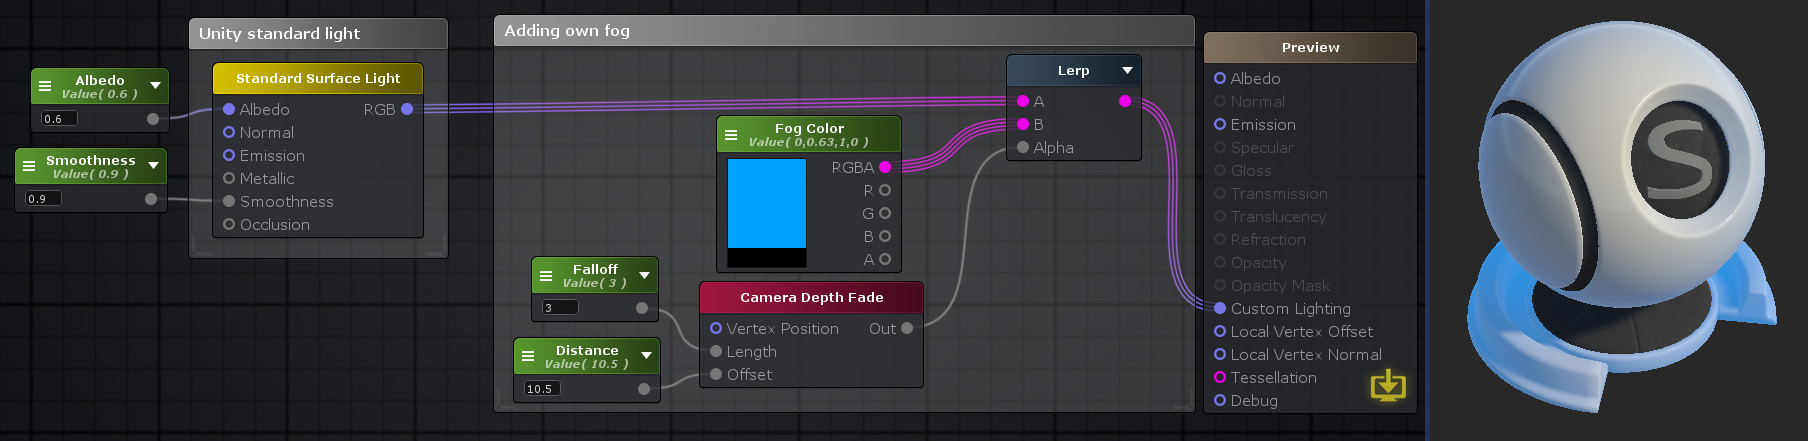 Unity standard light
Albedo
Value( 0.6 )
0.6
Smoothness
Value( 0.9 )
0.9
Standard Surface Light
Albedo RGB
Normal
Emission
Metallic
Smoothness
Occlusion
Adding own fog
Fog Color
Value( 0,0.63,1,0 )
RGBA
R
G
B
A
Falloff
Value( 3 )
3
Distance
Value( 10.5 )
10.5
Camera Depth Fade
Vertex Position Out
Length
Offset
Lerp
A
B
Alpha
Preview
Albedo
Normal
Emission
Specular
Gloss
Transmission
Translucency
Refraction
Opacity
Opacity Mask
Custom Lighting
Local Vertex Offset
Local Vertex Normal
Tessellation
Debug
S